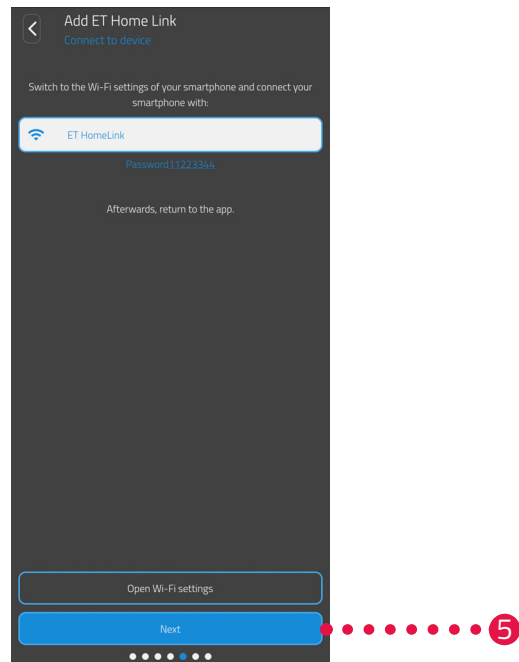 Add ET Home Link
Connect to device
Switch to the Wi-Fi settings of your smartphone and connect your
smartphone with:
ET HomeLink
Password11223344
Afterwards, return to the app.
Open Wi-Fi settings
Next
5